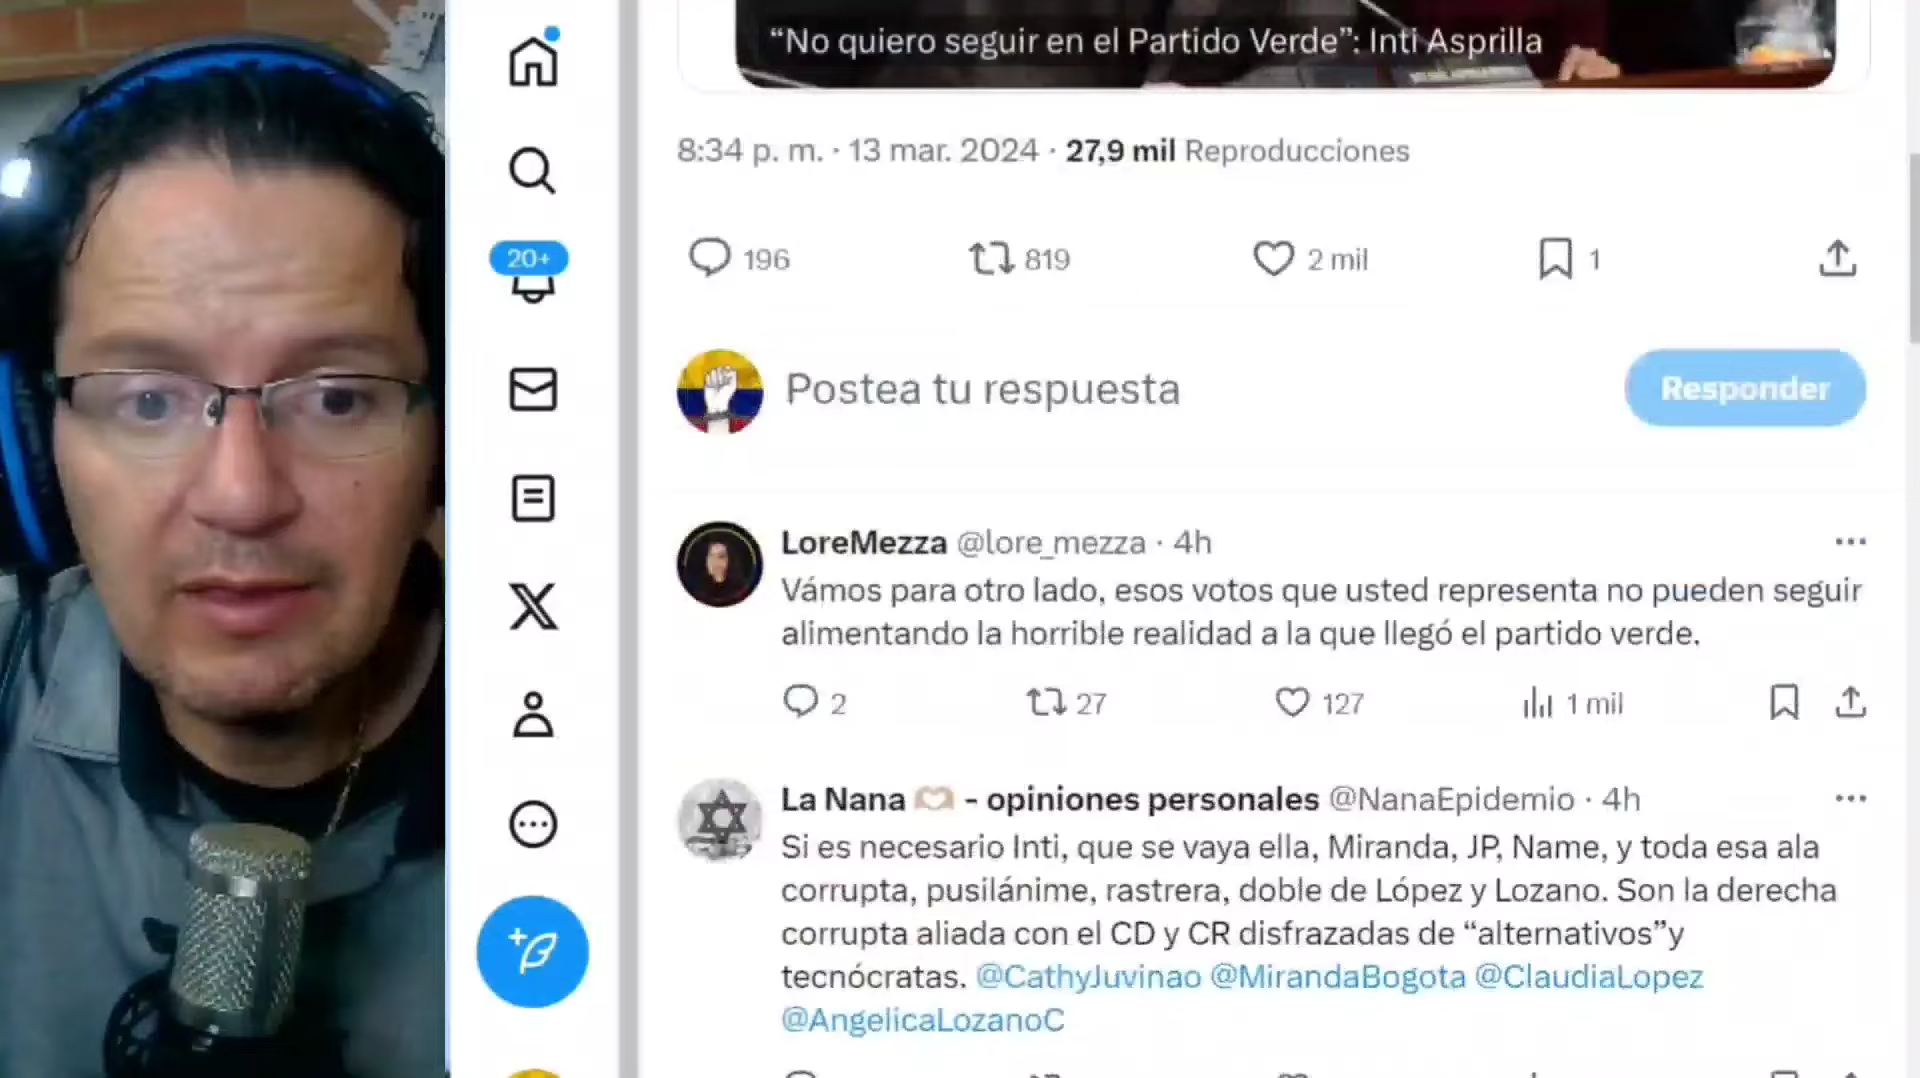 “No quiero seguir en el Partido Verde”: Inti Asprilla
8:34 p. m. · 13 mar. 2024 · 27,9 mil Reproducciones
196 819 2 mil 1
20+
Postea tu respuesta
Responder
LoreMezza @lore_mezza · 4h
Vámos para otro lado, esos votos que usted representa no pueden seguir
alimentando la horrible realidad a la que llegó el partido verde.
2 27 127 1 mil
La Nana 🫶🏼 - opiniones personales @NanaEpidemio · 4h
Si es necesario Inti, que se vaya ella, Miranda, JP, Name, y toda esa ala
corrupta, pusilánime, rastrera, doble de López y Lozano. Son la derecha
corrupta aliada con el CD y CR disfrazadas de “alternativos”y
tecnócratas. @CathyJuvinao @MirandaBogota @ClaudiaLopez
@AngelicaLozanoC